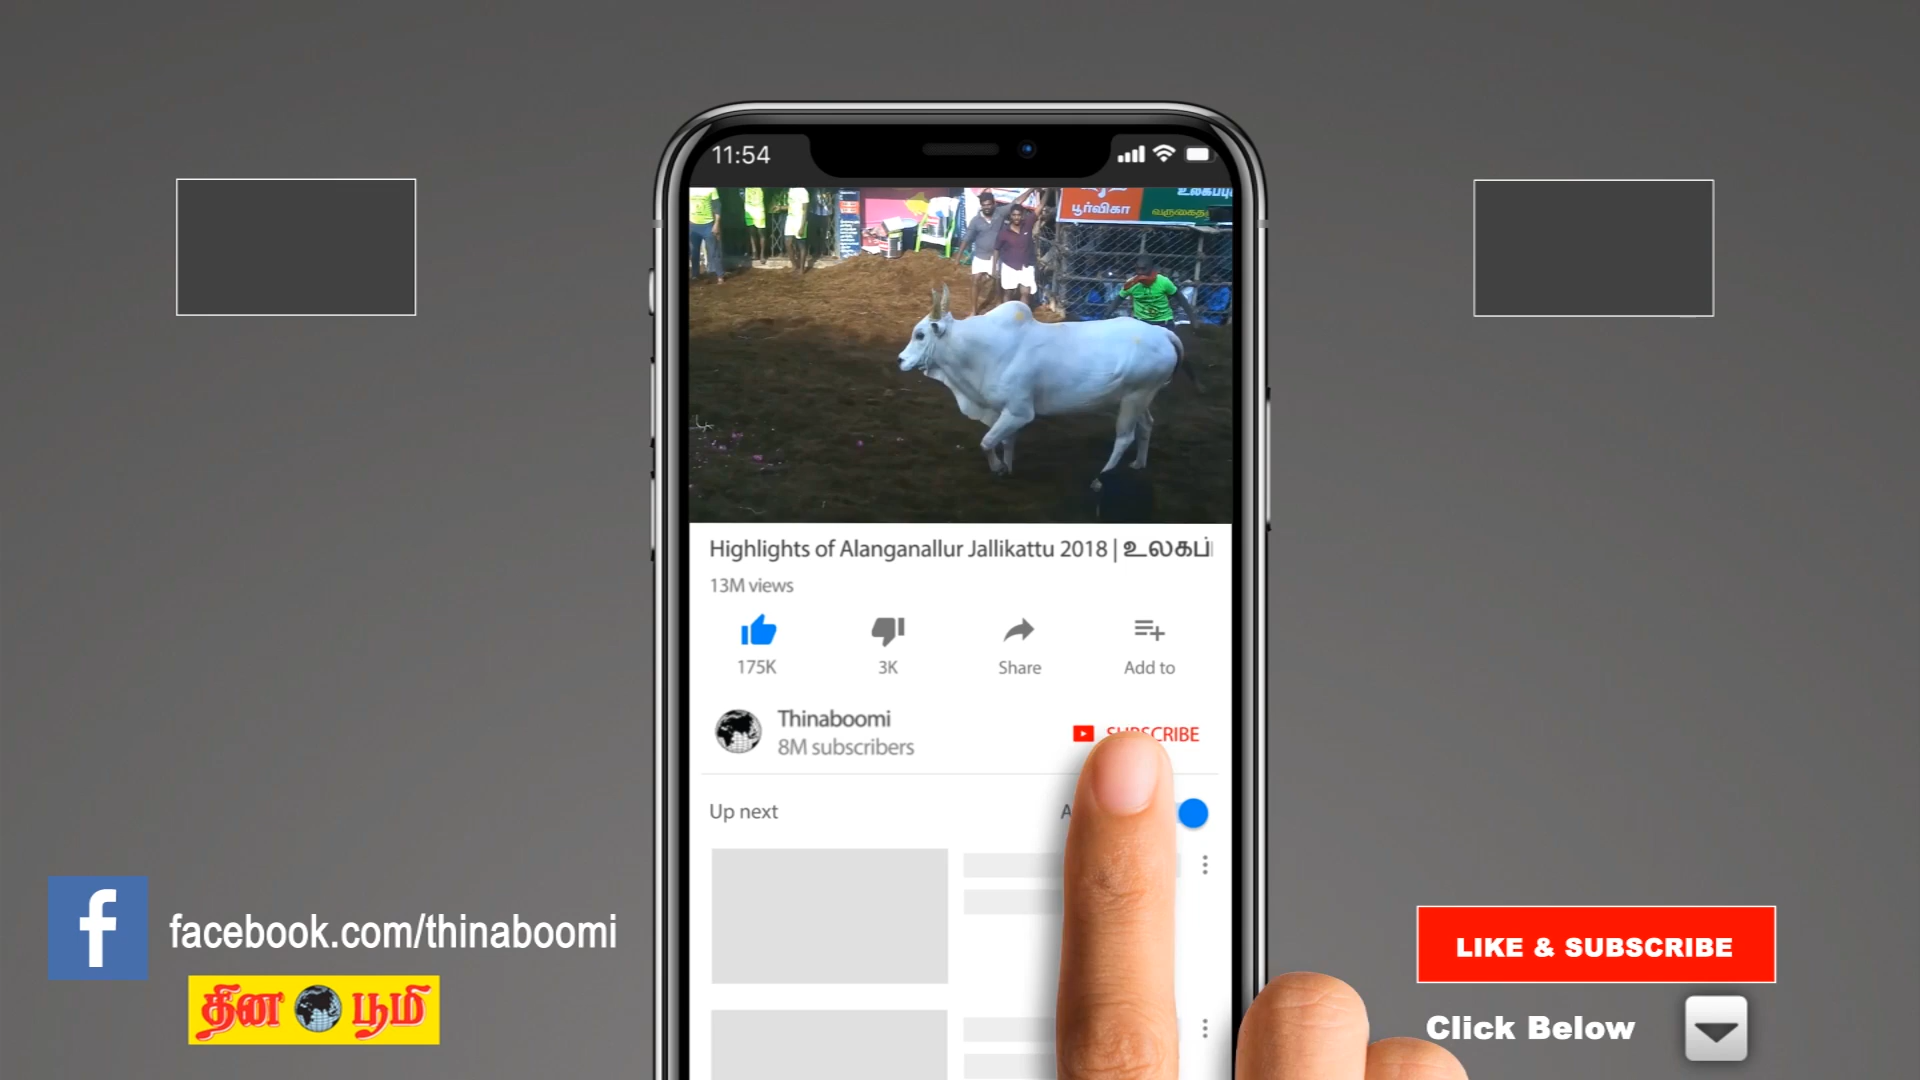 11:54
பூர்விகா
Highlights of Alanganallur Jallikattu 2018 | உலகப்
13M views
175K
3K
Share
Add to
Thinaboomi
8M subscribers
SUBSCRIBE
Up next
facebook.com/thinaboomi
தின பூமி
LIKE & SUBSCRIBE
Click Below